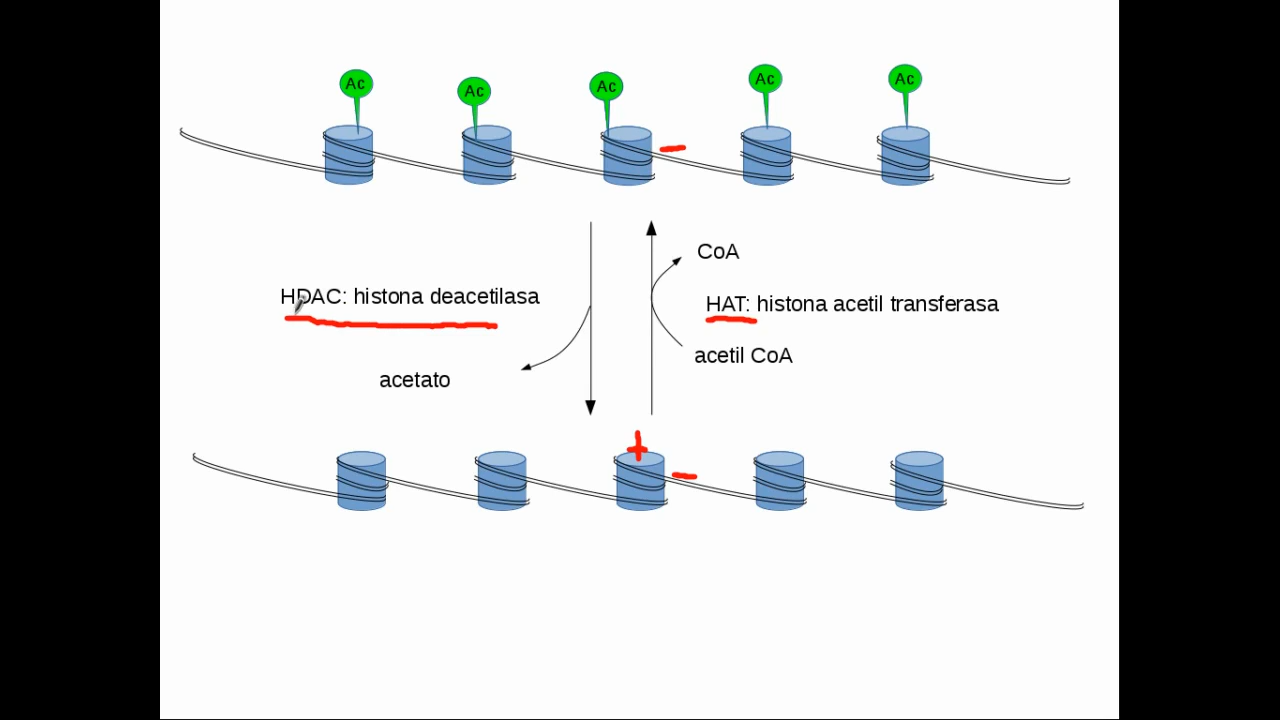 Ac
Ac
Ac
Ac
Ac
CoA
HDAC: histona deacetilasa
HAT: histona acetil transferasa
acetil CoA
acetato
+